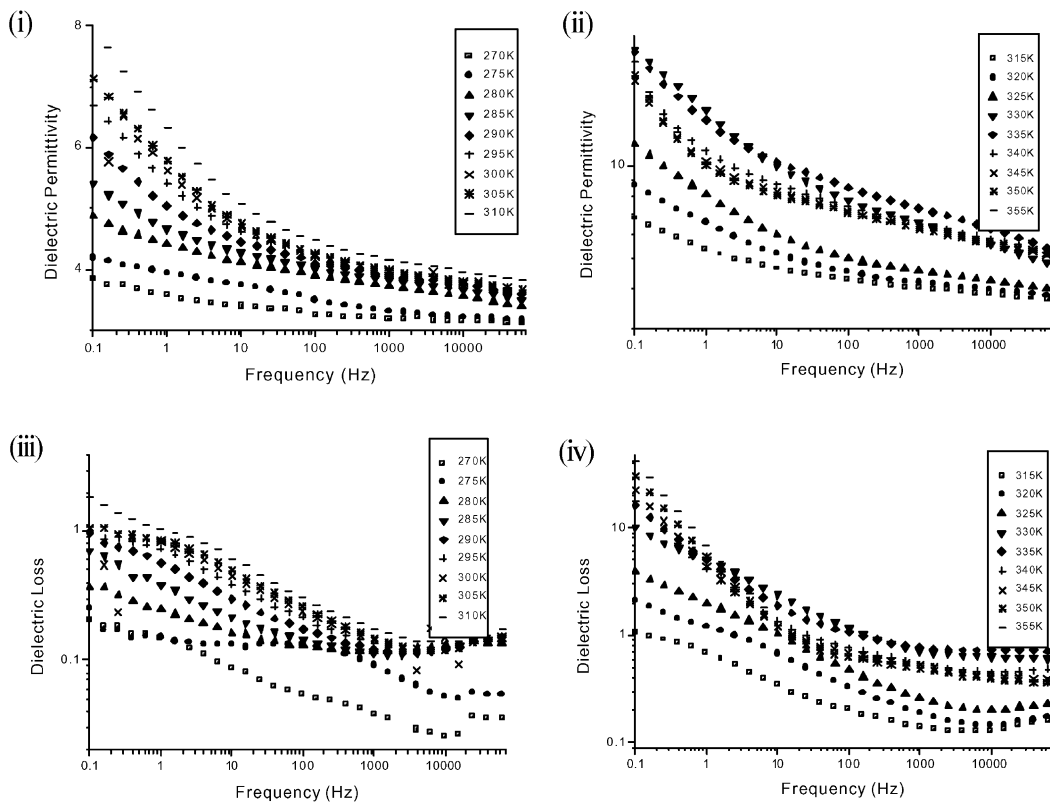 (i)
8
6
4
Dielectric Permittivity
0.1 1 10 100 1000 10000
Frequency (Hz)
270K
275K
280K
285K
290K
295K
300K
305K
310K
(ii)
10
Dielectric Permittivity
0.1 1 10 100 1000 10000
Frequency (Hz)
315K
320K
325K
330K
335K
340K
345K
350K
355K
(iii)
1
0.1
Dielectric Loss
0.1 1 10 100 1000 10000
Frequency (Hz)
270K
275K
280K
285K
290K
295K
300K
305K
310K
(iv)
10
1
0.1
Dielectric Loss
0.1 1 10 100 1000 10000
Frequency (Hz)
315K
320K
325K
330K
335K
340K
345K
350K
355K